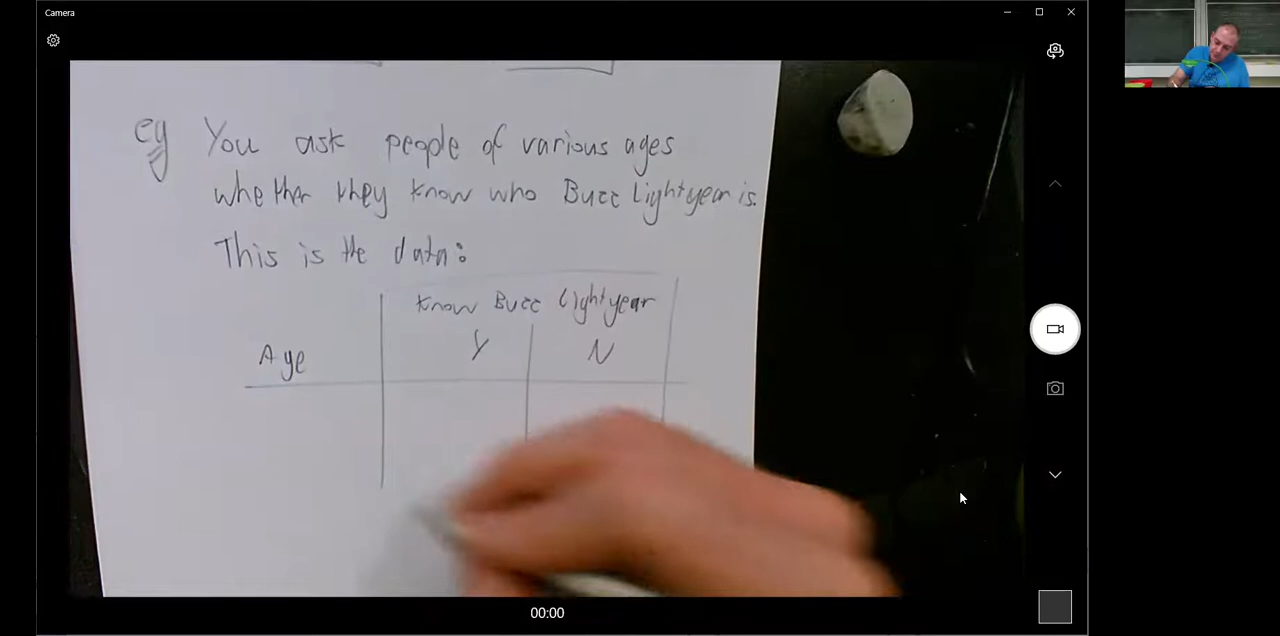 Camera
eg You ask people of various ages
whether they know who Buzz Lightyear is.
This is the data:
Know Buzz Lightyear
Age Y N
00:00